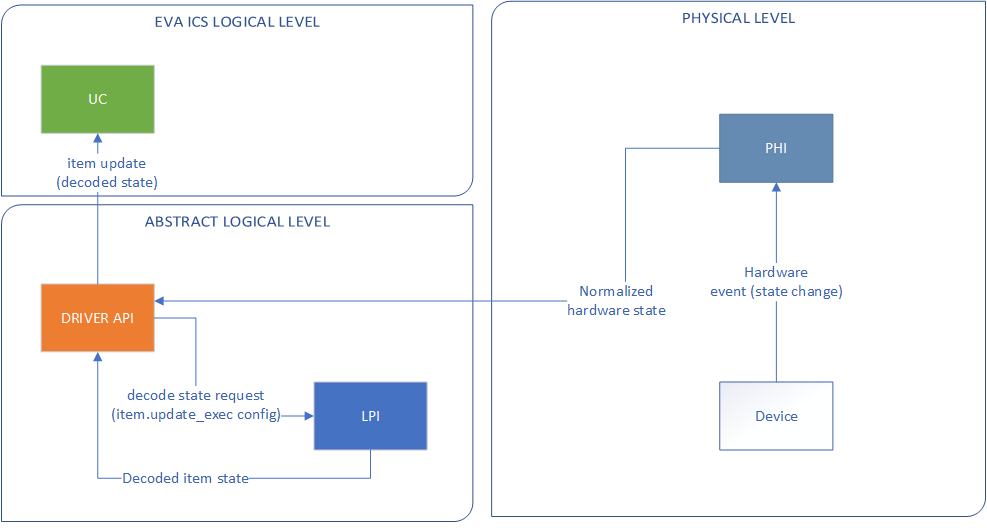 EVA ICS LOGICAL LEVEL
UC
item update
(decoded state)
ABSTRACT LOGICAL LEVEL
DRIVER API
decode state request
(item.update_exec config)
LPI
Decoded item state
PHYSICAL LEVEL
PHI
Normalized
hardware state
Hardware
event (state change)
Device